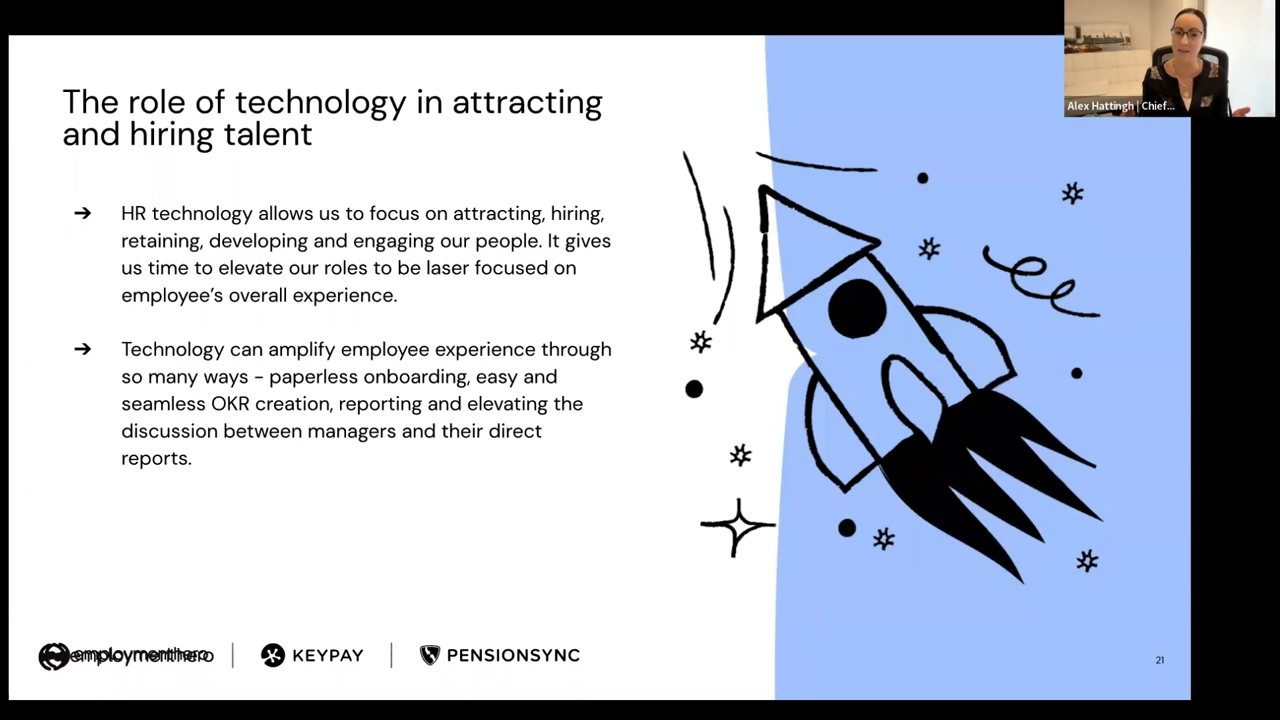 Alex Hattingh | Chief...
The role of technology in attracting
and hiring talent
➔ HR technology allows us to focus on attracting, hiring,
retaining, developing and engaging our people. It gives
us time to elevate our roles to be laser focused on
employee's overall experience.
➔ Technology can amplify employee experience through
so many ways - paperless onboarding, easy and
seamless OKR creation, reporting and elevating the
discussion between managers and their direct
reports.
employmenthero | KEYPAY | PENSIONSYNC
21